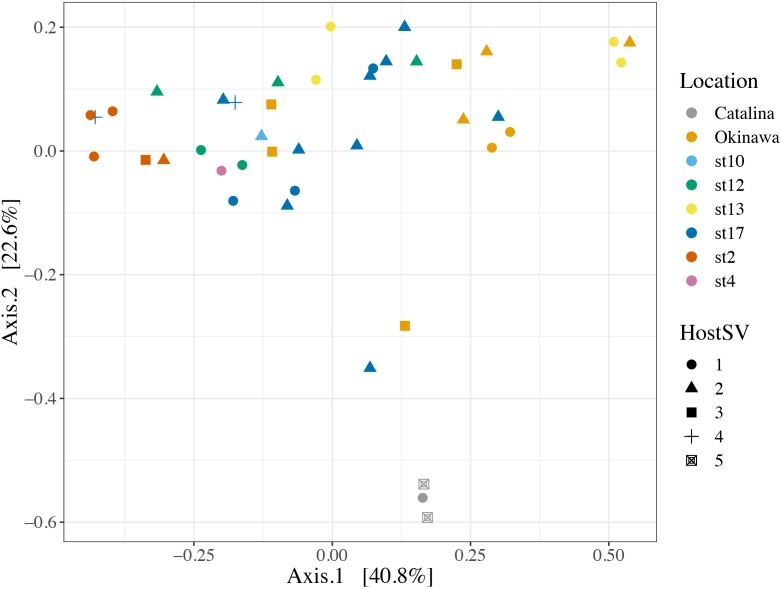 0.2
0.0
−0.2
−0.4
−0.6
Axis.2 [22.6%]
−0.25
0.00
0.25
0.50
Axis.1 [40.8%]
Location
Catalina
Okinawa
st10
st12
st13
st17
st2
st4
HostSV
1
2
3
4
5